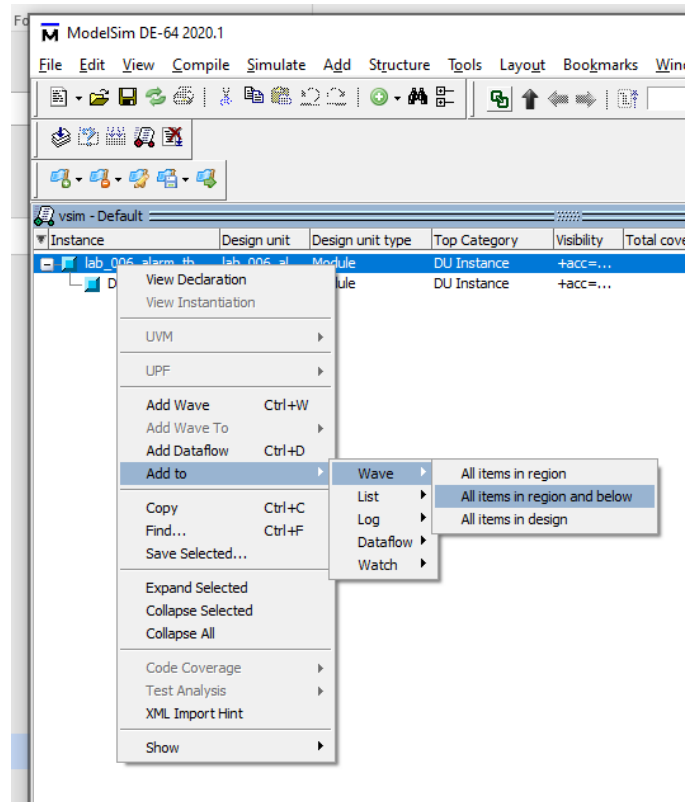 Fo
ModelSim DE-64 2020.1
File Edit View Compile Simulate Add Structure Tools Layout Bookmarks
vsim - Default
Instance Design unit Design unit type Top Category Visibility Total cove
lab_006_alarm_tb lab_006_al... Module DU Instance +acc=...
D DU Instance +acc=...
View Declaration
View Instantiation
UVM
UPF
Add Wave Ctrl+W
Add Wave To
Add Dataflow Ctrl+D
Add to
Wave
All items in region
List
All items in region and below
Log
All items in design
Dataflow
Watch
Copy Ctrl+C
Find... Ctrl+F
Save Selected...
Expand Selected
Collapse Selected
Collapse All
Code Coverage
Test Analysis
XML Import Hint
Show